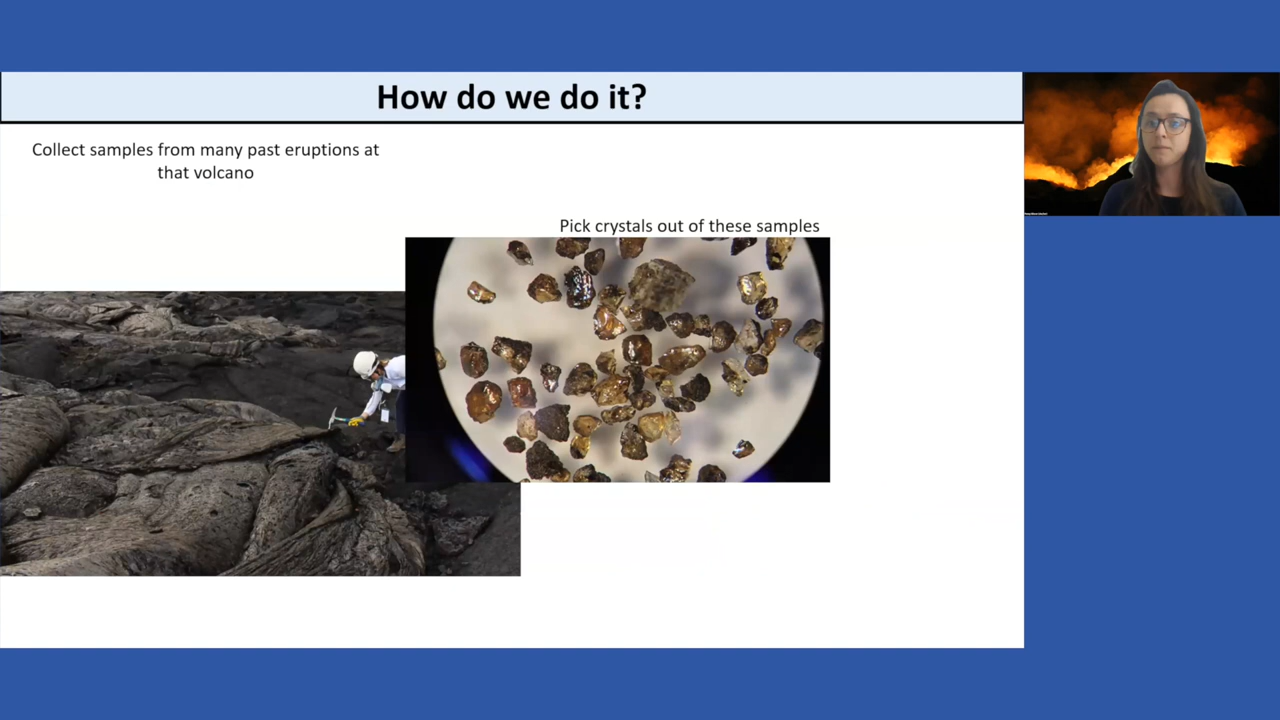 How do we do it?
Collect samples from many past eruptions at
that volcano
Pick crystals out of these samples